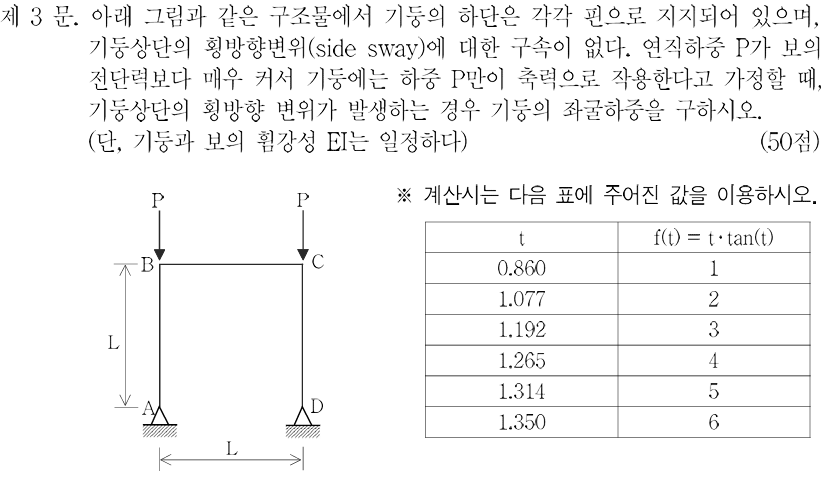 제 3 문. 아래 그림과 같은 구조물에서 기둥의 하단은 각각 핀으로 지지되어 있으며,
기둥상단의 횡방향변위(side sway)에 대한 구속이 없다. 연직하중 P가 보의
전단력보다 매우 커서 기둥에는 하중 P만이 축력으로 작용한다고 가정할 때,
기둥상단의 횡방향 변위가 발생하는 경우 기둥의 좌굴하중을 구하시오.
(단, 기둥과 보의 휨강성 EI는 일정하다) (50점)
※ 계산시는 다음 표에 주어진 값을 이용하시오.
P P
B C
L
A D
L
t f(t) = t·tan(t)
0.860 1
1.077 2
1.192 3
1.265 4
1.314 5
1.350 6